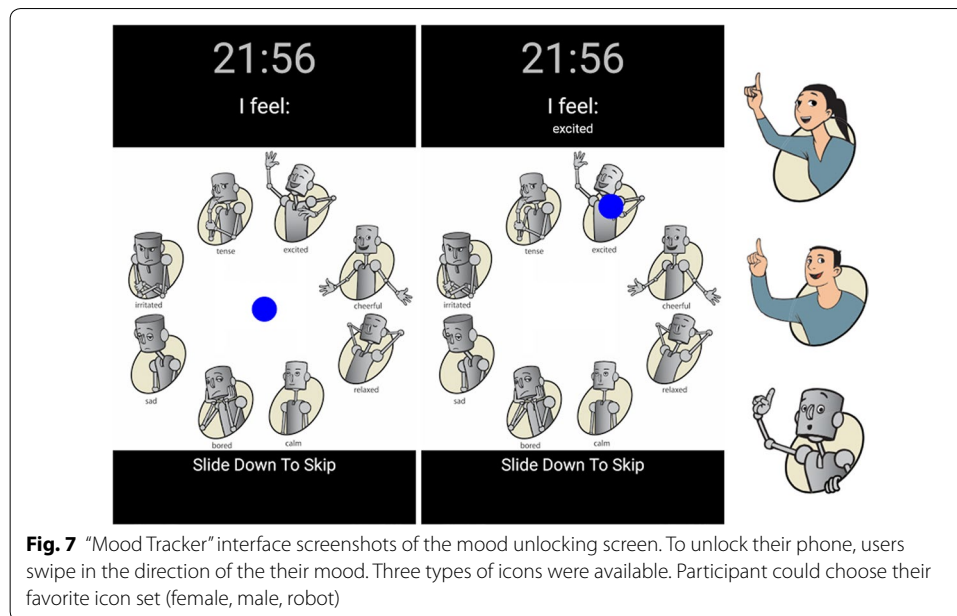 21:56
I feel:
tense
excited
irritated
cheerful
sad
relaxed
bored
calm
Slide Down To Skip
21:56
I feel:
excited
tense
excited
irritated
cheerful
sad
relaxed
bored
calm
Slide Down To Skip
Fig. 7 “Mood Tracker” interface screenshots of the mood unlocking screen. To unlock their phone, users
swipe in the direction of the their mood. Three types of icons were available. Participant could choose their
favorite icon set (female, male, robot)